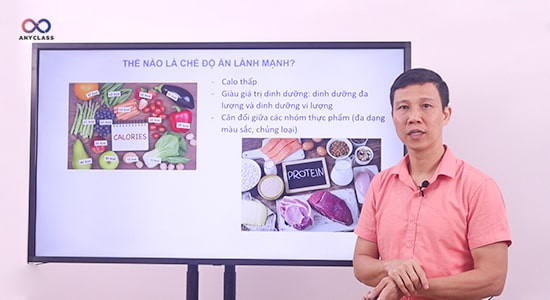 ANYCLASS
THẾ NÀO LÀ CHẾ ĐỘ ĂN LÀNH MẠNH?
- Calo thấp
- Giàu giá trị dinh dưỡng: dinh dưỡng đa
lượng và dinh dưỡng vi lượng
- Cân đối giữa các nhóm thực phẩm (đa dạng
màu sắc, chủng loại)
CALORIES
PROTEIN